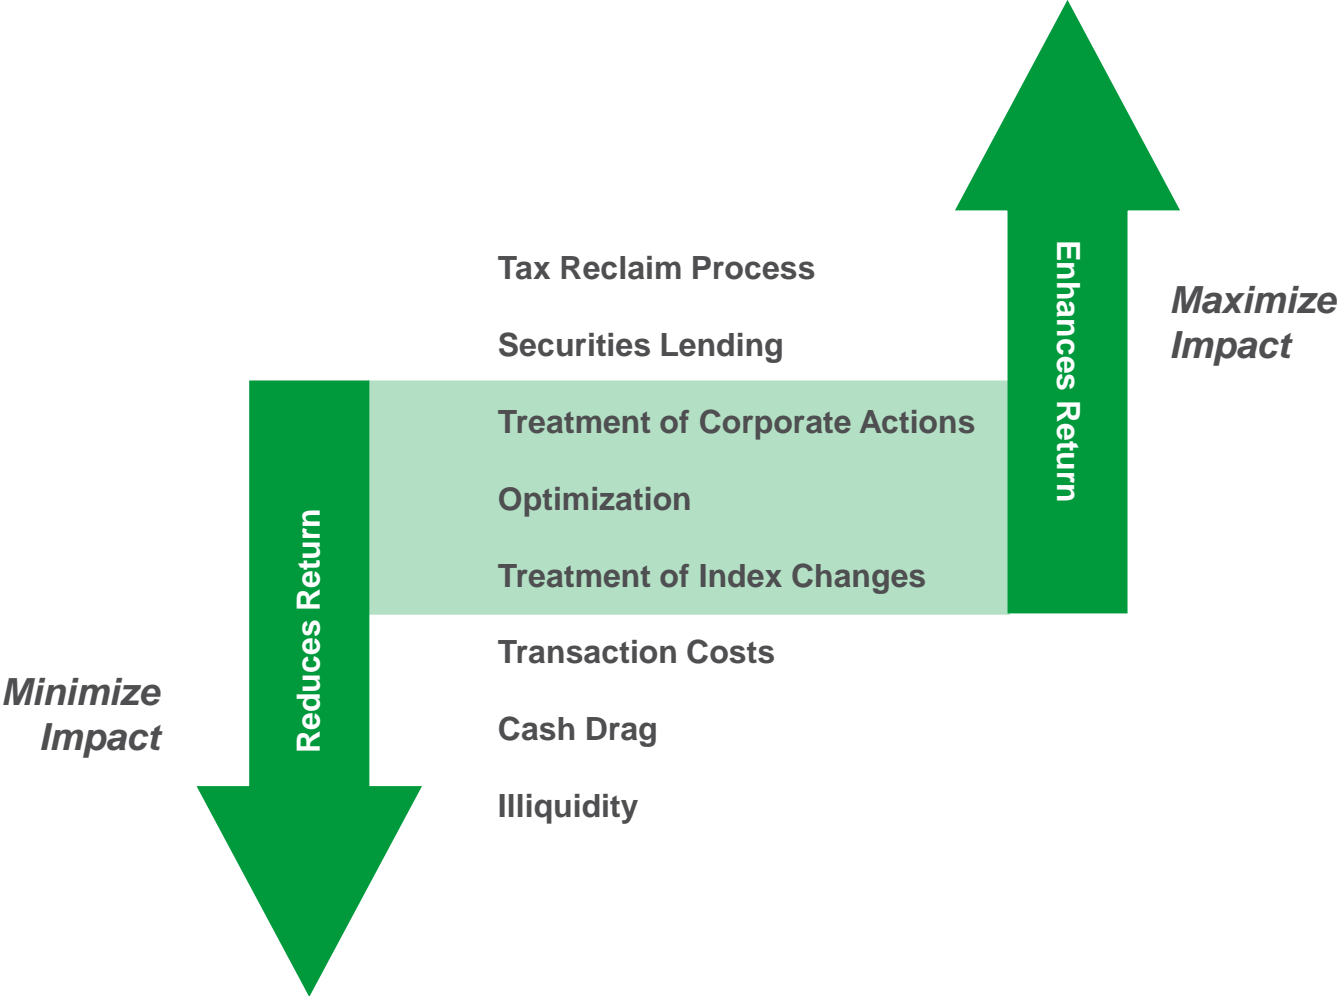 Tax Reclaim Process
Securities Lending
Treatment of Corporate Actions
Optimization
Treatment of Index Changes
Transaction Costs
Cash Drag
Illiquidity
Enhances Return
Maximize
Impact
Reduces Return
Minimize
Impact